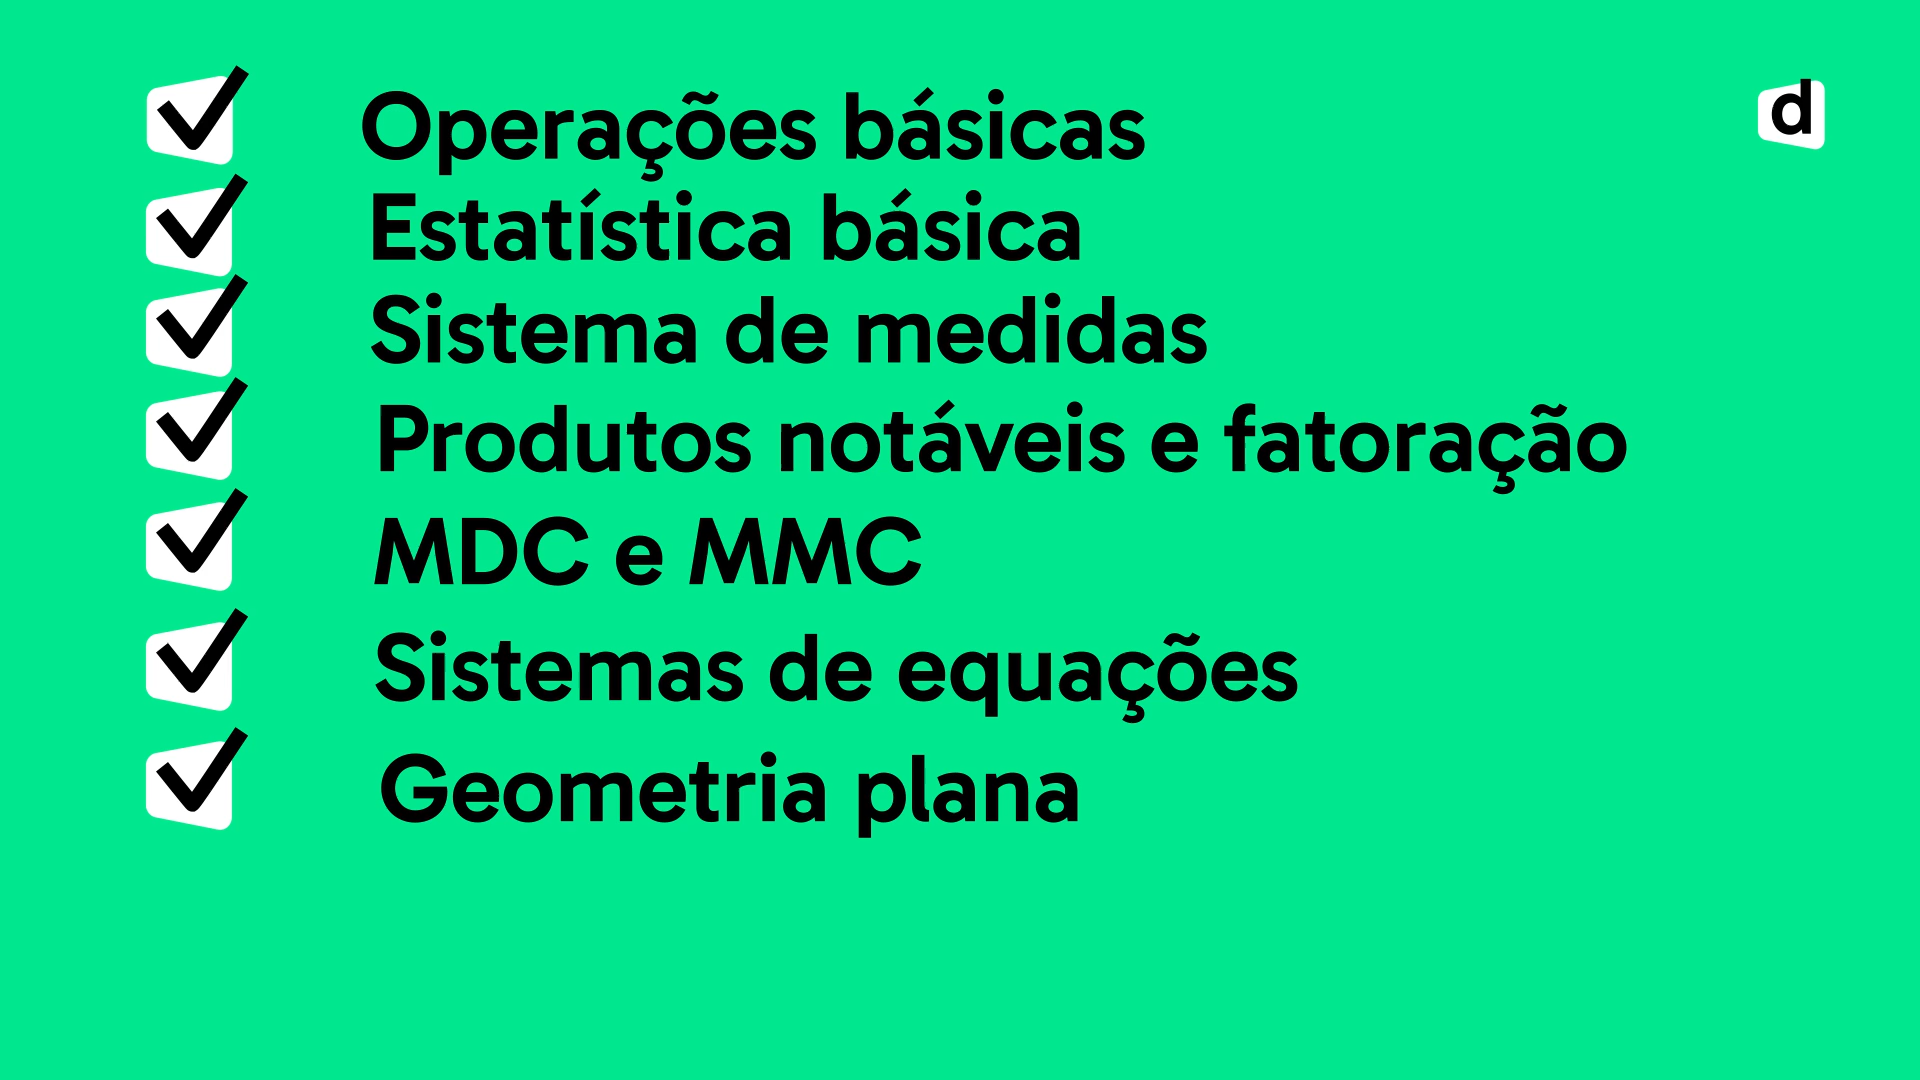 Operações básicas
d
Estatística básica
Sistema de medidas
Produtos notáveis e fatoração
MDC e MMC
Sistemas de equações
Geometria plana